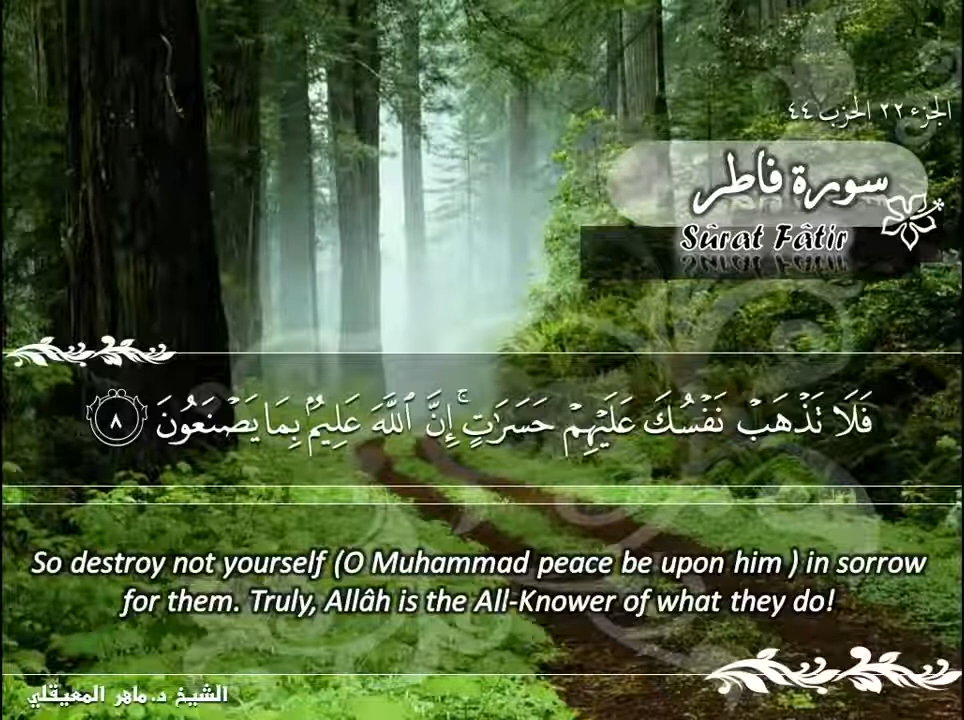 الجزء ٢٢ الحزب ٤٤
سورة فاطر
Sûrat Fâtir
فَلَا تَذْهَبْ نَفْسُكَ عَلَيْهِمْ حَسَرَٰتٍ ۚ إِنَّ ٱللَّهَ عَلِيمٌۢ بِمَا يَصْنَعُونَ ٨
So destroy not yourself (O Muhammad peace be upon him ) in sorrow
for them. Truly, Allâh is the All-Knower of what they do!
الشيخ د. ماهر المعيقلي